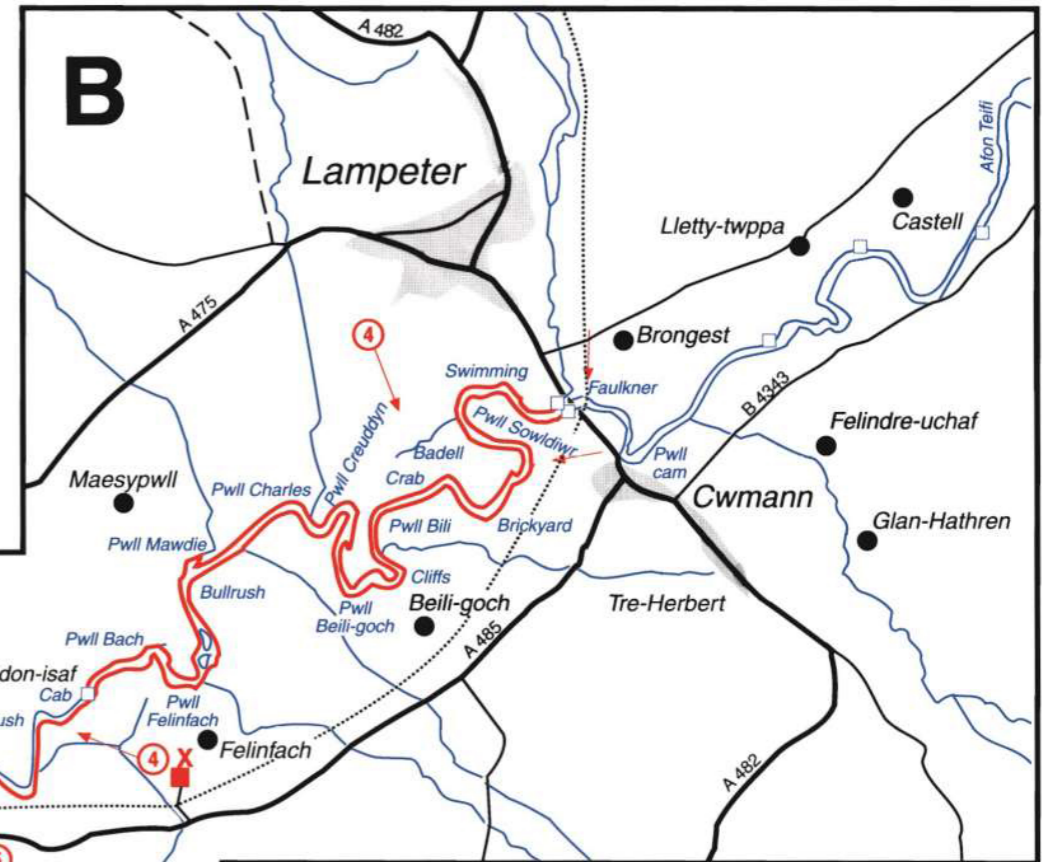 B
A 482
Lampeter
Afon Teifi
Castell
Lletty-twppa
A 475
4
Brongest
Swimming
Faulkner
B 4343
Pwll Creuddyn
Pwll Sowldiwr
Felindre-uchaf
Badell
Pwll
cam
Maesypwll
Crab
Pwll Charles
Cwmann
Pwll Bili
Brickyard
Glan-Hathren
Pwll Mawdie
Cliffs
Bullrush
Beili-goch
Tre-Herbert
Pwll
Beili-goch
Pwll Bach
A 485
don-isaf
Cab
Pwll
Felinfach
ush
Felinfach
4
X
A 482